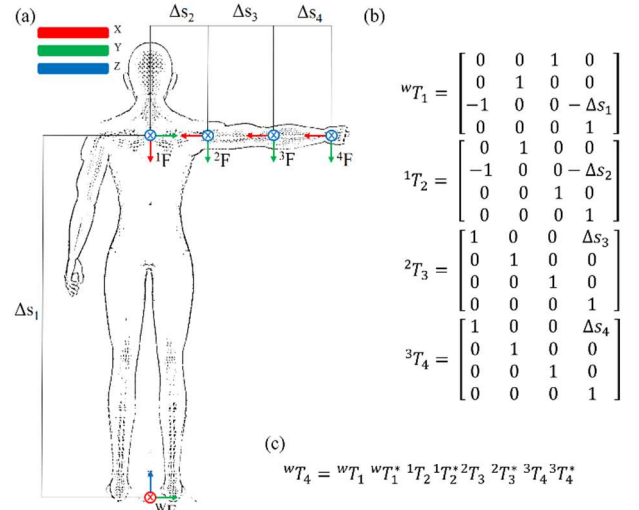 (a)
X
Y
Z
Δs₂ Δs₃ Δs₄
¹F ²F ³F ⁴F
Δs₁
ᵂF
(b)
ʷT₁ = [ 0 0 1 0
0 1 0 0
−1 0 0 − Δs₁
0 0 0 1 ]
¹T₂ = [ 0 1 0 0
−1 0 0 − Δs₂
0 0 1 0
0 0 0 1 ]
²T₃ = [ 1 0 0 Δs₃
0 1 0 0
0 0 1 0
0 0 0 1 ]
³T₄ = [ 1 0 0 Δs₄
0 1 0 0
0 0 1 0
0 0 0 1 ]
(c)
ʷT₄ = ʷT₁ ʷT₁* ¹T₂ ¹T₂* ²T₃ ²T₃* ³T₄ ³T₄*